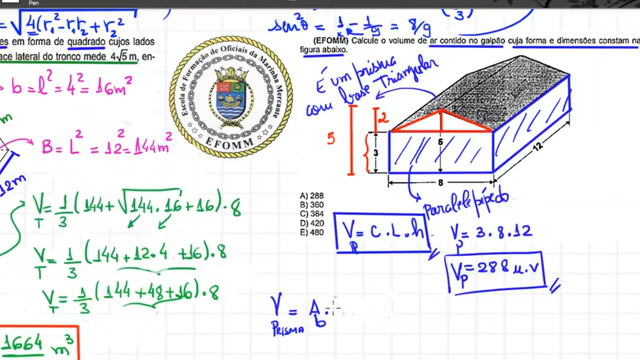 Pen
= √4(r₁²-r₁r₂+r₂²)
es em forma de quadrado cujos lados
ace lateral do tronco mede 4√5 m, en-
b = l² = 4² = 16m²
B = L² = 12² = 144m²
12m
V_T = 1/3 (144 + √144.16 + 16) . 8
V_T = 1/3 (144 + 12.4 + 16) . 8
V_T = 1/3 (144 + 48 + 16) . 8
1664 m³
Escola de Formação de Oficiais da Marinha Mercante
EFOMM
= 8/9
(EFOMM) Calcule o volume de ar contido no galpão cuja forma e dimensões constam na
figura abaixo.
É um prisma
com base Triangular
5
2
3
5
8
12
Paralelepípedo
A) 288
B) 360
C) 384
D) 420
E) 480
V_P = C.L.h
V_P = 3.8.12
V_P = 288 u.v
V_PRISMA = A_b .